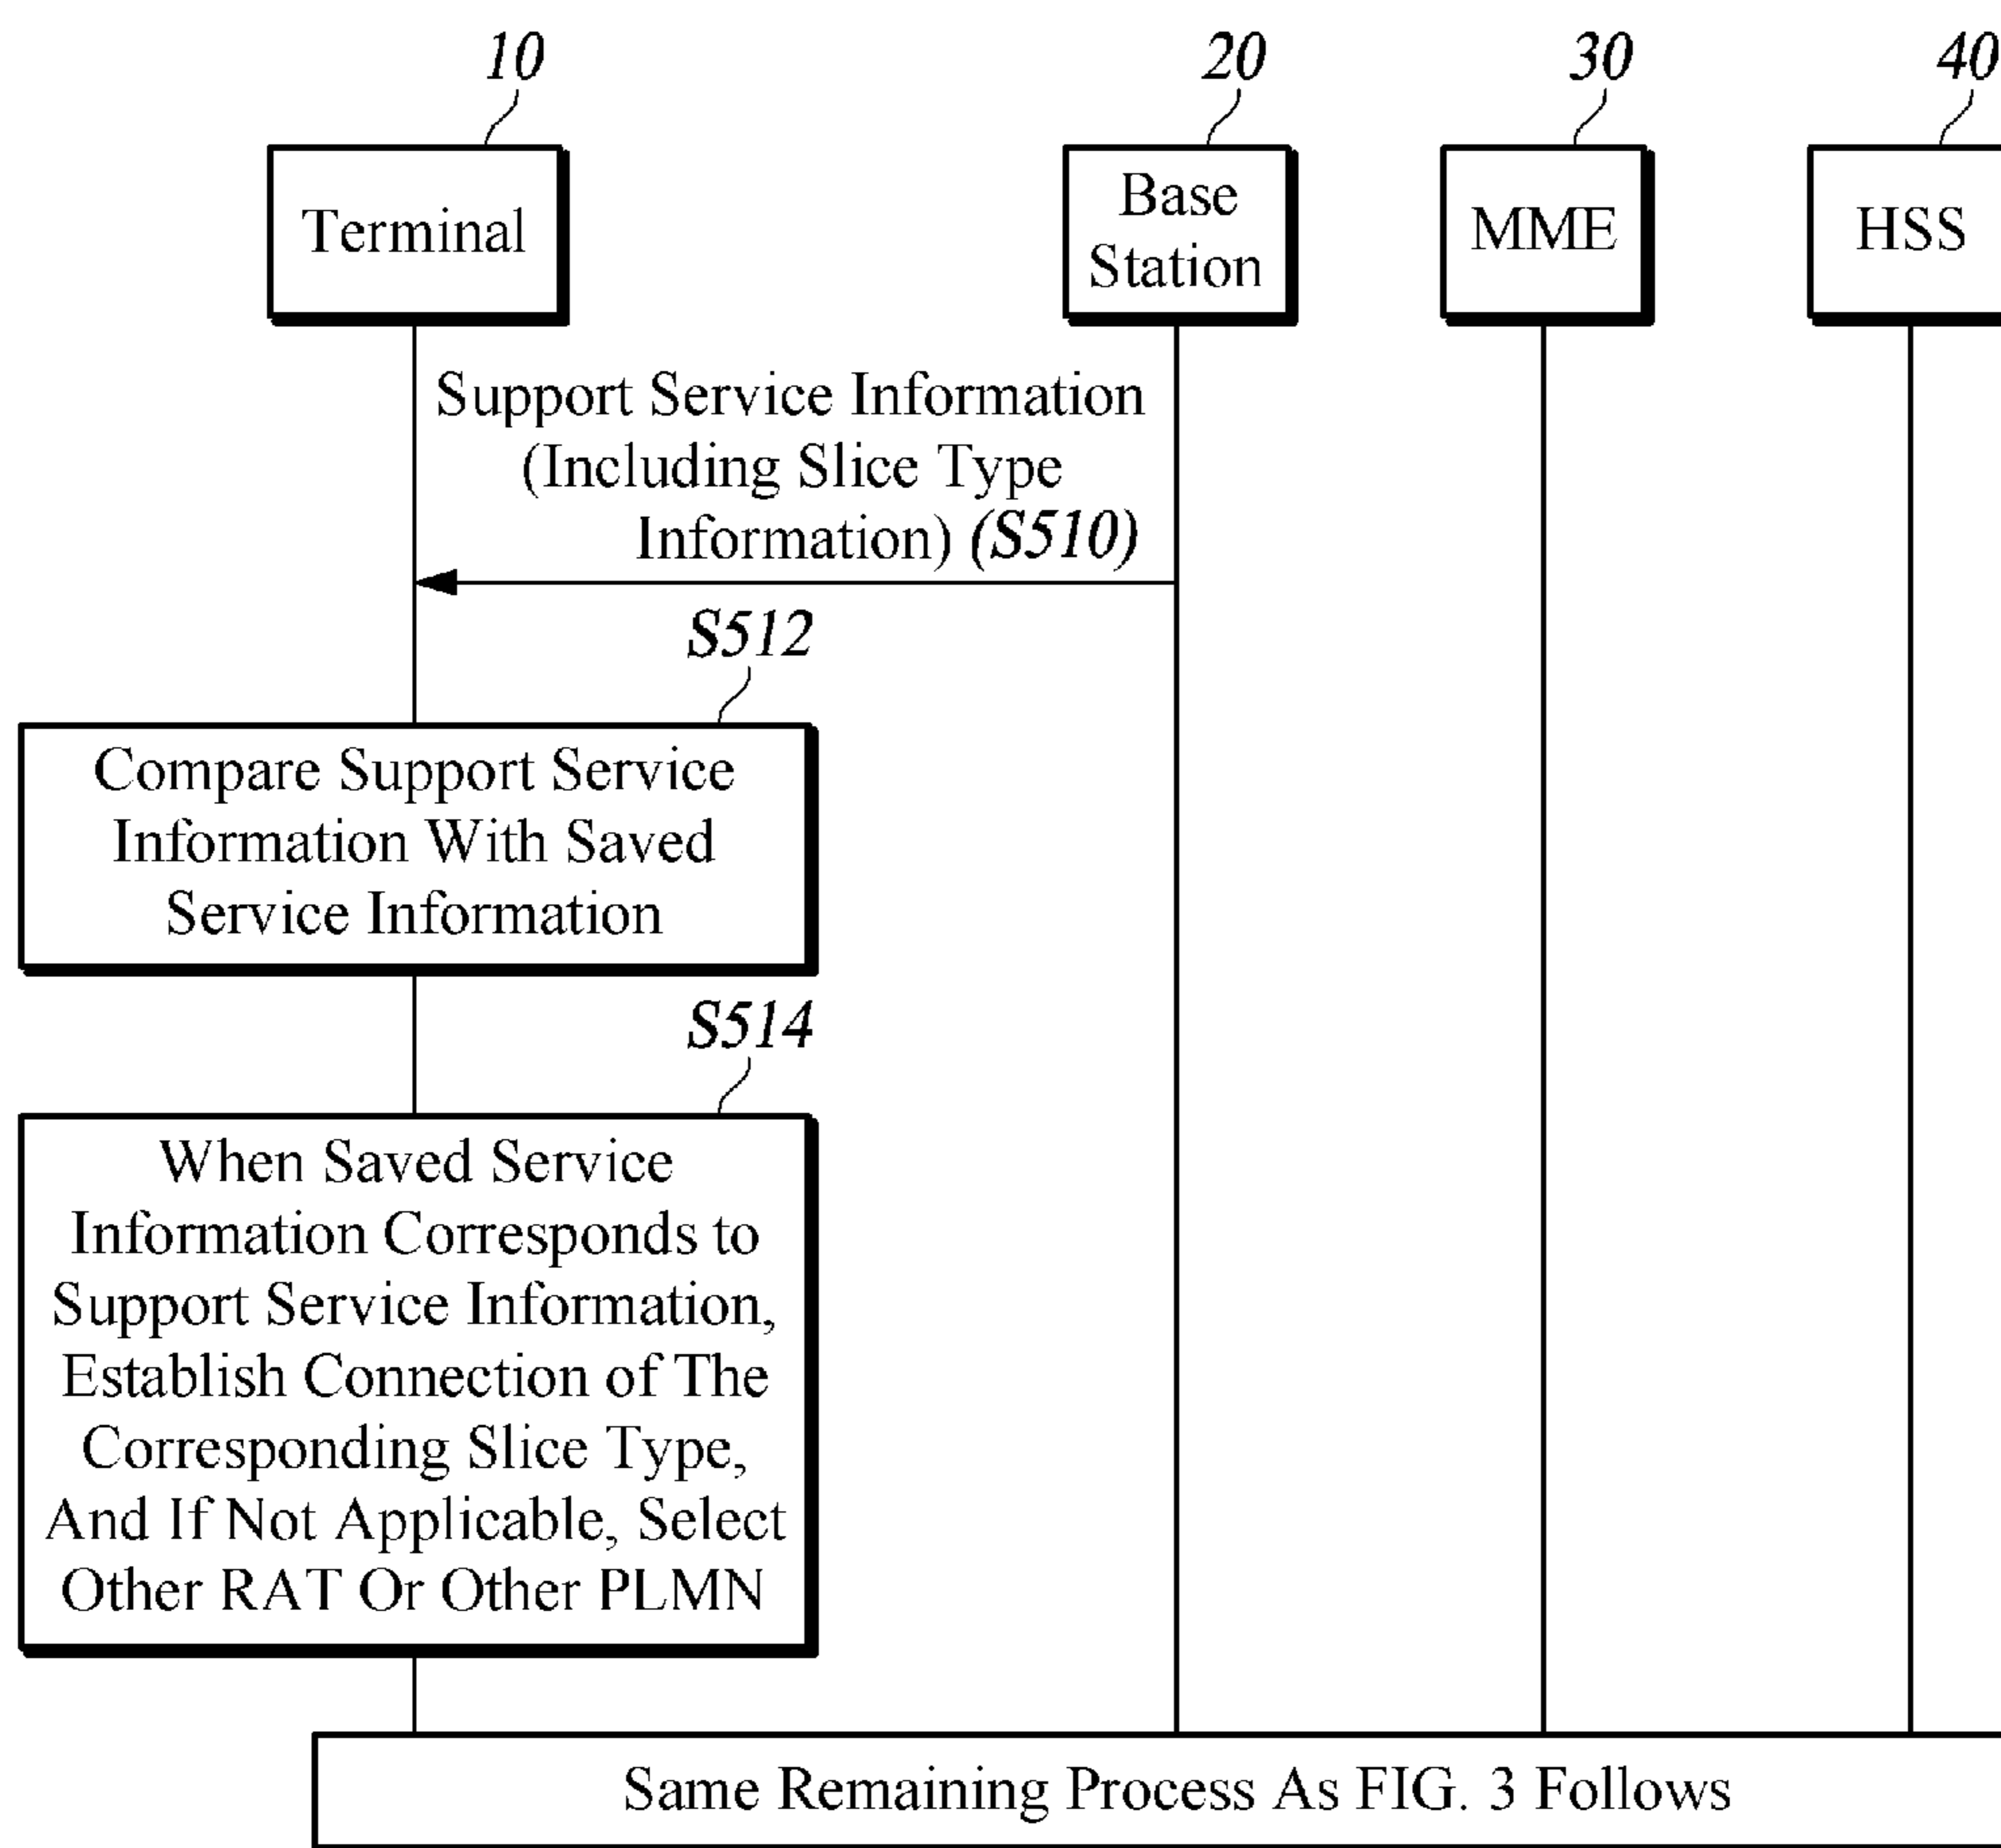 10
20
30
40
Terminal
Base
Station
MME
HSS
Support Service Information
(Including Slice Type
Information) (S510)
S512
Compare Support Service
Information With Saved
Service Information
S514
When Saved Service
Information Corresponds to
Support Service Information,
Establish Connection of The
Corresponding Slice Type,
And If Not Applicable, Select
Other RAT Or Other PLMN
Same Remaining Process As FIG. 3 Follows